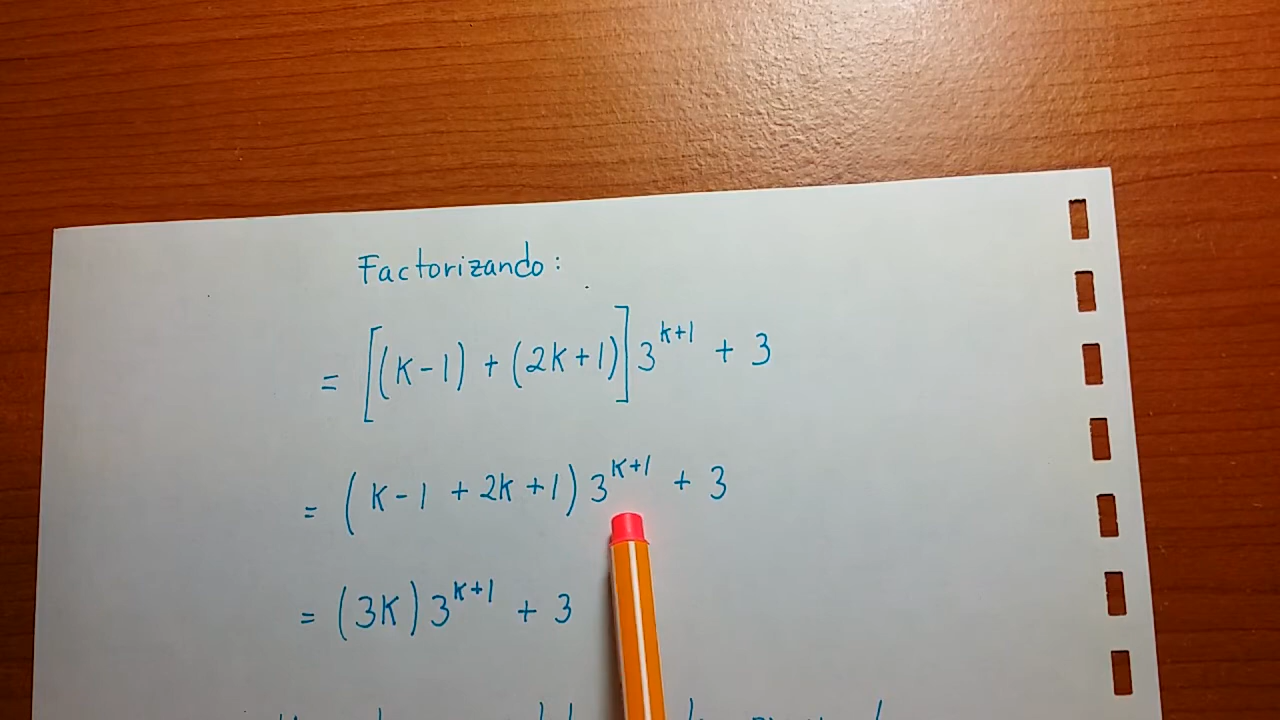 Factorizando:
= [(k-1) + (2k+1)] 3^{k+1} + 3
= (k-1 + 2k +1) 3^{k+1} + 3
= (3k) 3^{k+1} + 3